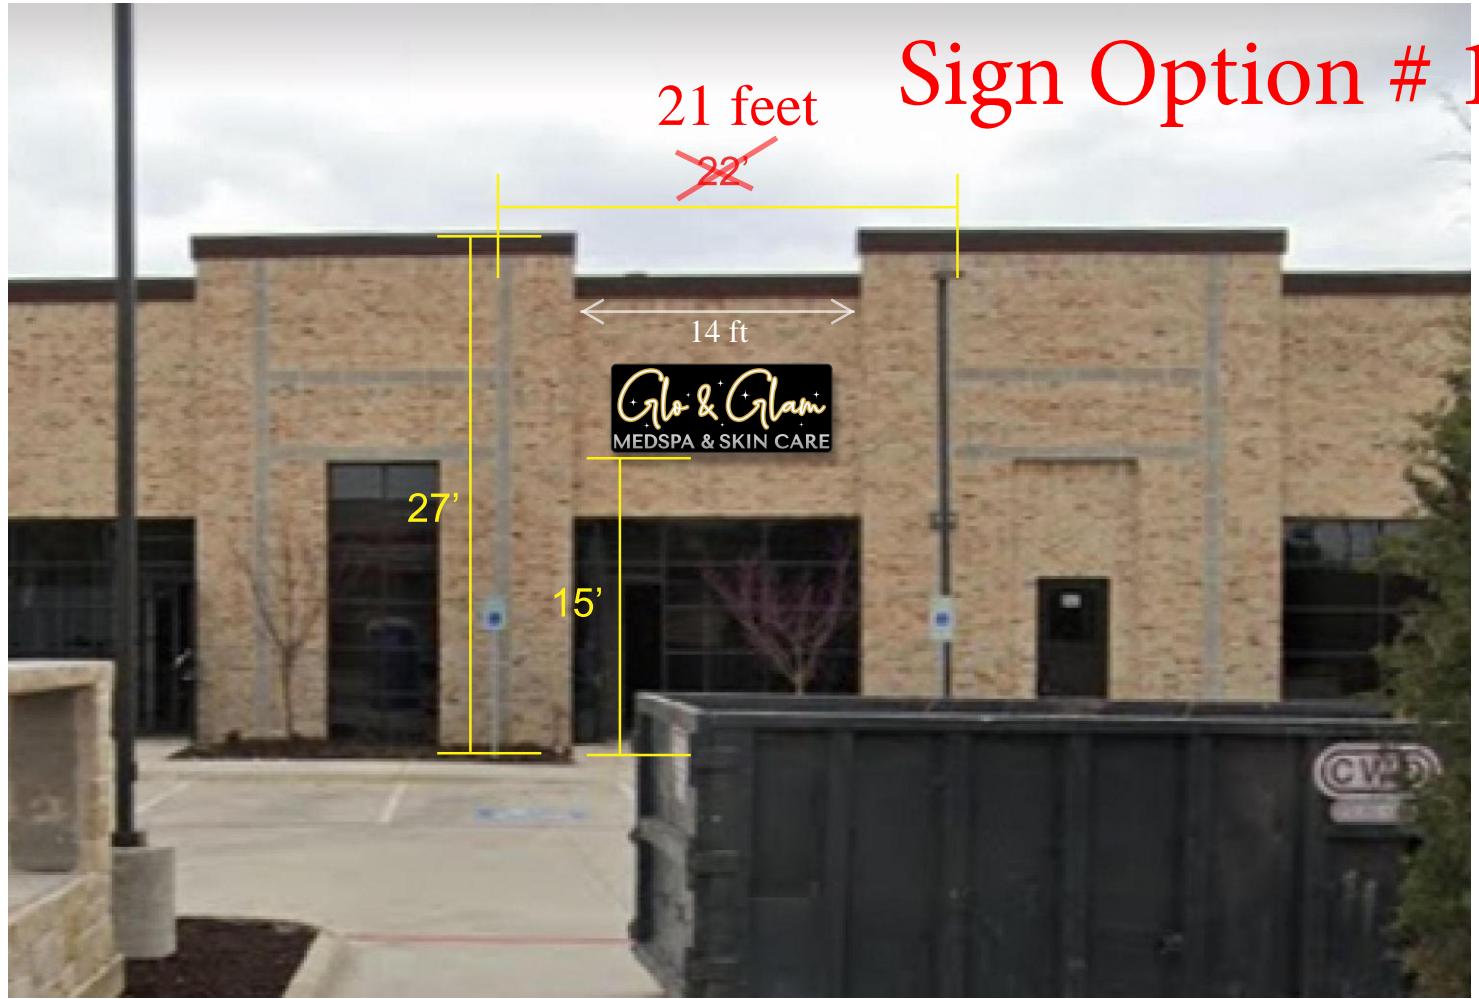 Sign Option # 1
21 feet
22’
14 ft
Glo & Glam
MEDSPA & SKIN CARE
27’
15’